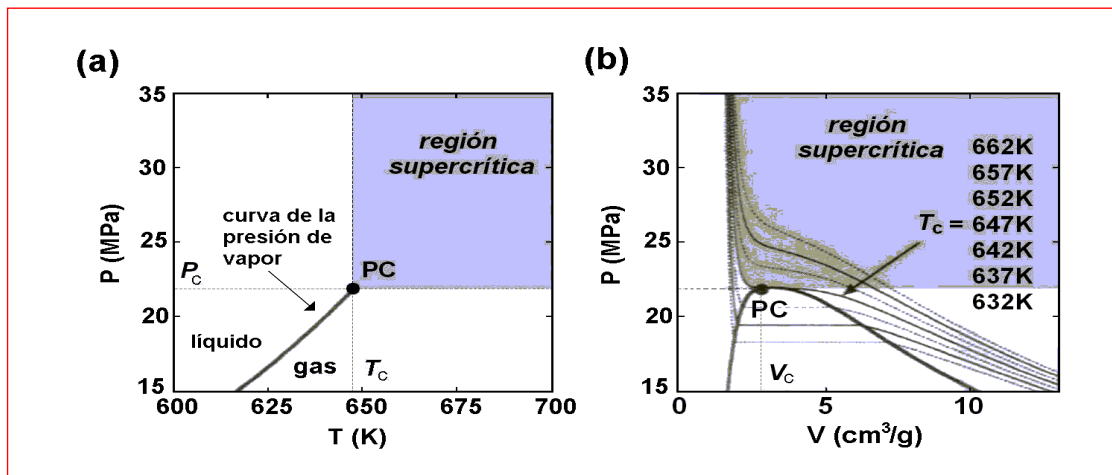 (a)
35
30
25
20
15
P (MPa)
región
supercrítica
curva de la
presión de
vapor
PC
P_C
líquido
gas
T_C
600
625
650
675
700
T (K)
(b)
35
30
25
20
15
P (MPa)
región
supercrítica
662K
657K
652K
T_C = 647K
642K
637K
632K
PC
V_C
0
5
10
V (cm³/g)